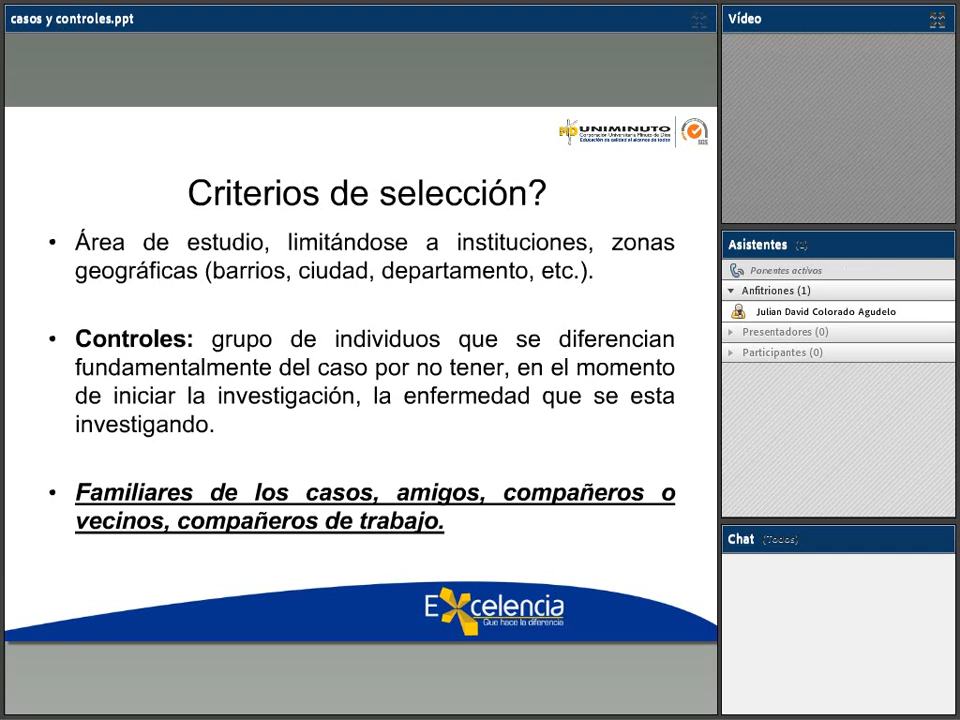 casos y controles.ppt
UNIMINUTO
Corporación Universitaria Minuto de Dios
Educación de calidad al alcance de todos
SGS
Criterios de selección?
• Área de estudio, limitándose a instituciones, zonas
geográficas (barrios, ciudad, departamento, etc.).
• Controles: grupo de individuos que se diferencian
fundamentalmente del caso por no tener, en el momento
de iniciar la investigación, la enfermedad que se esta
investigando.
• Familiares de los casos, amigos, compañeros o
vecinos, compañeros de trabajo.
Excelencia
Que hace la diferencia
Vídeo
Asistentes (1)
Ponentes activos
Anfitriones (1)
Julian David Colorado Agudelo
Presentadores (0)
Participantes (0)
Chat (Todos)